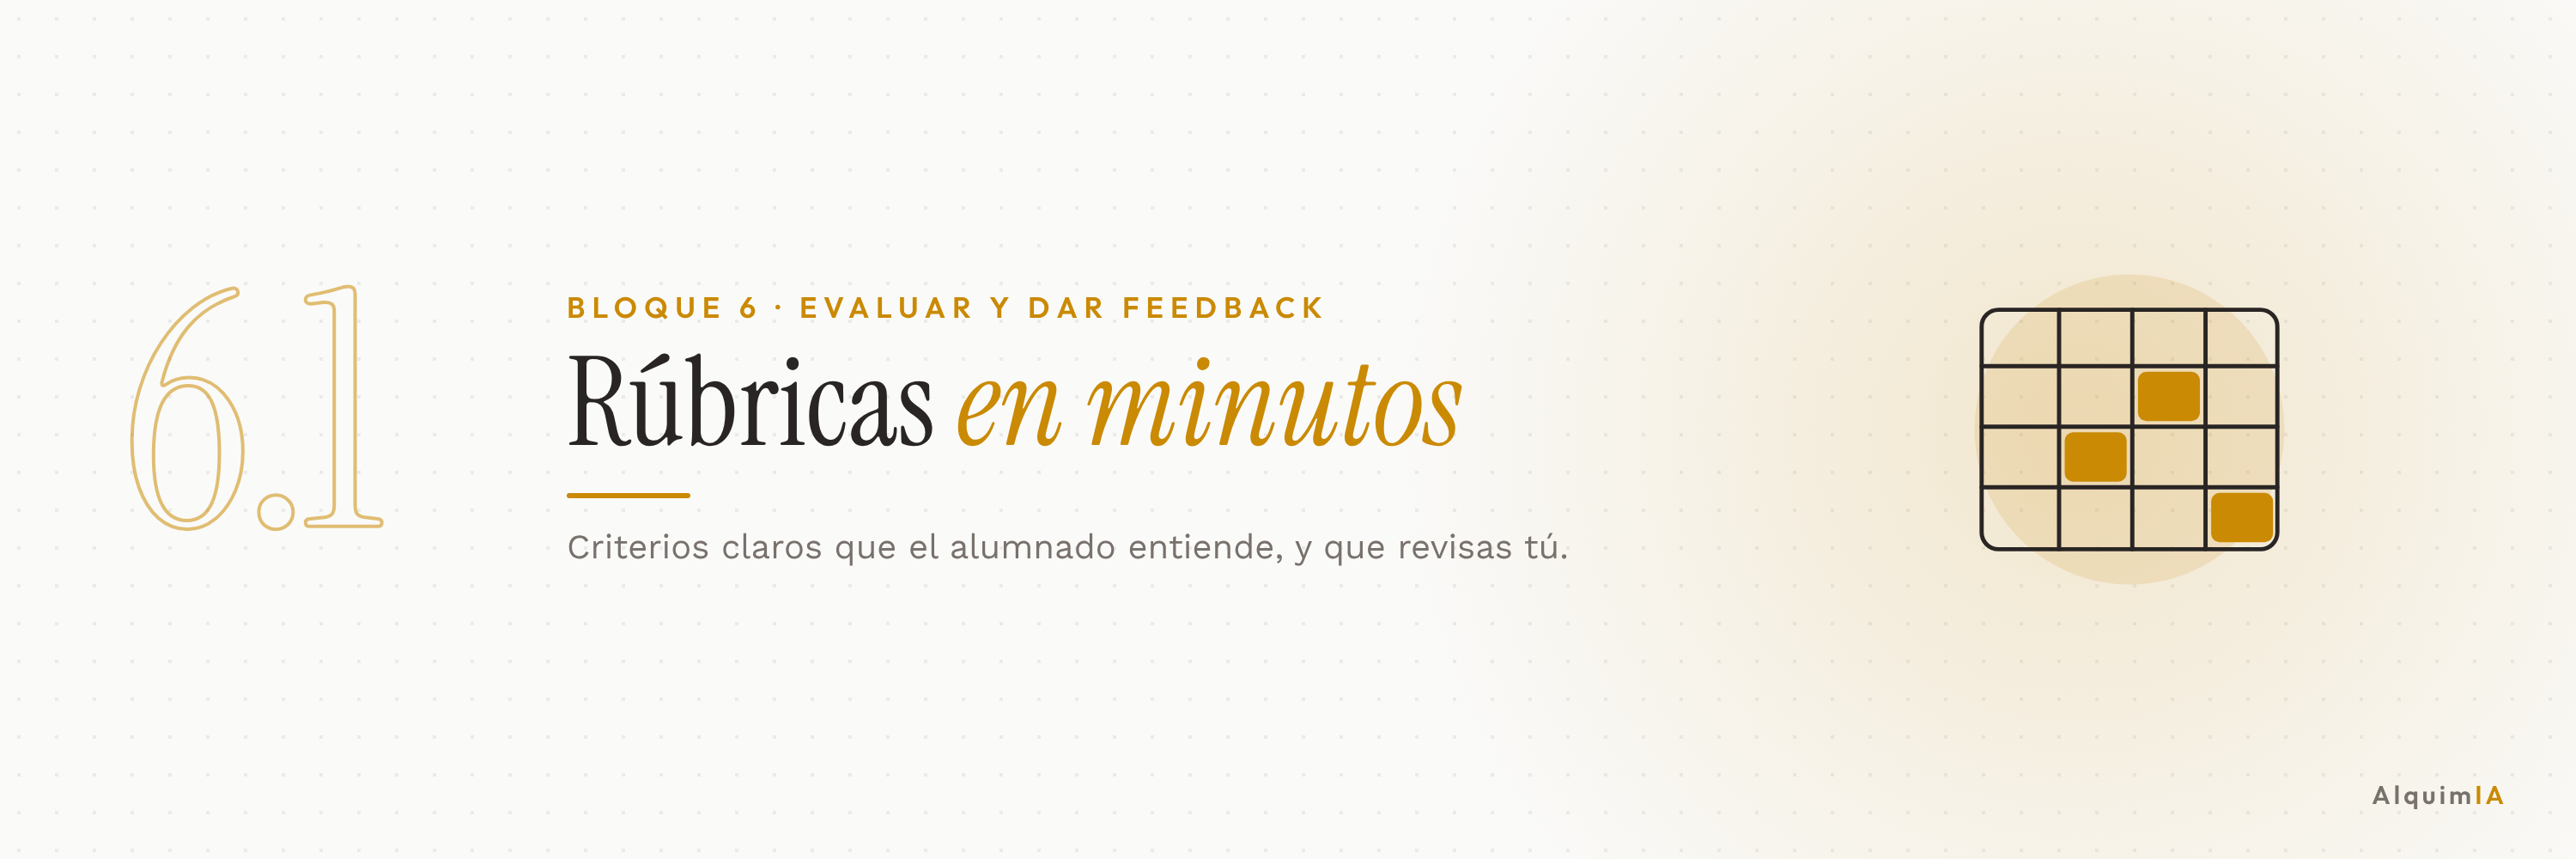 6.1
BLOQUE 6 · EVALUAR Y DAR FEEDBACK
Rúbricas en minutos
Criterios claros que el alumnado entiende, y que revisas tú.
AlquimIA